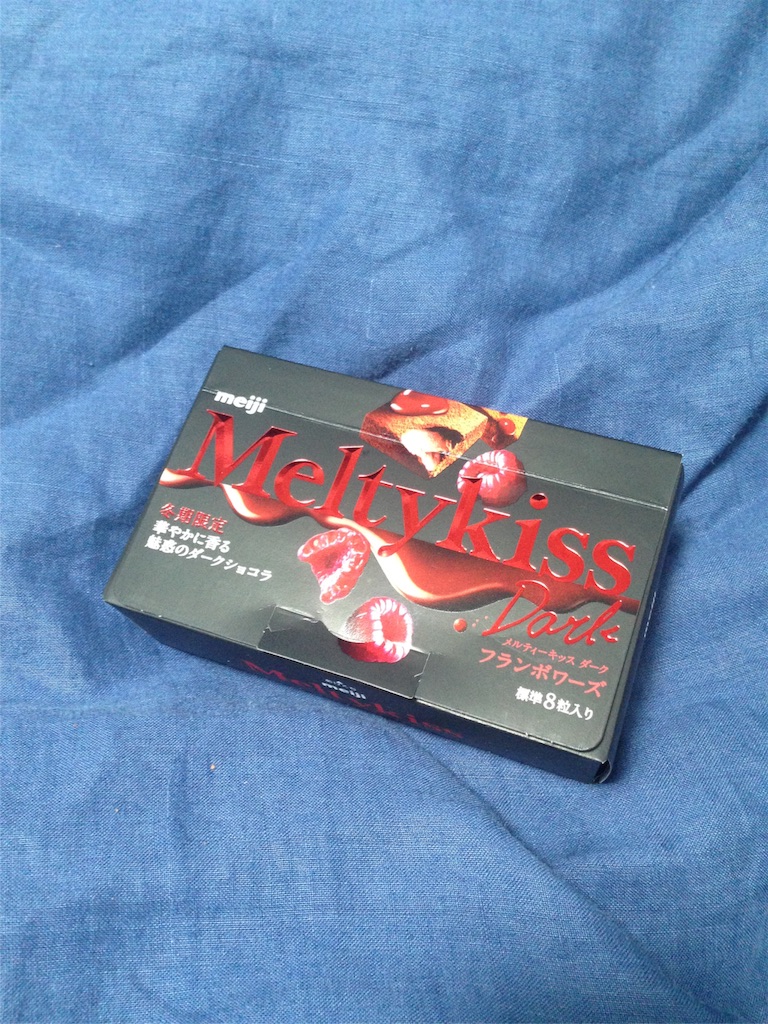 meiji
Meltykiss
冬期限定
華やかに香る
魅惑のダークショコラ
Dark
メルティーキッス ダーク
フランボワーズ
標準8粒入り
meiji
Meltykiss